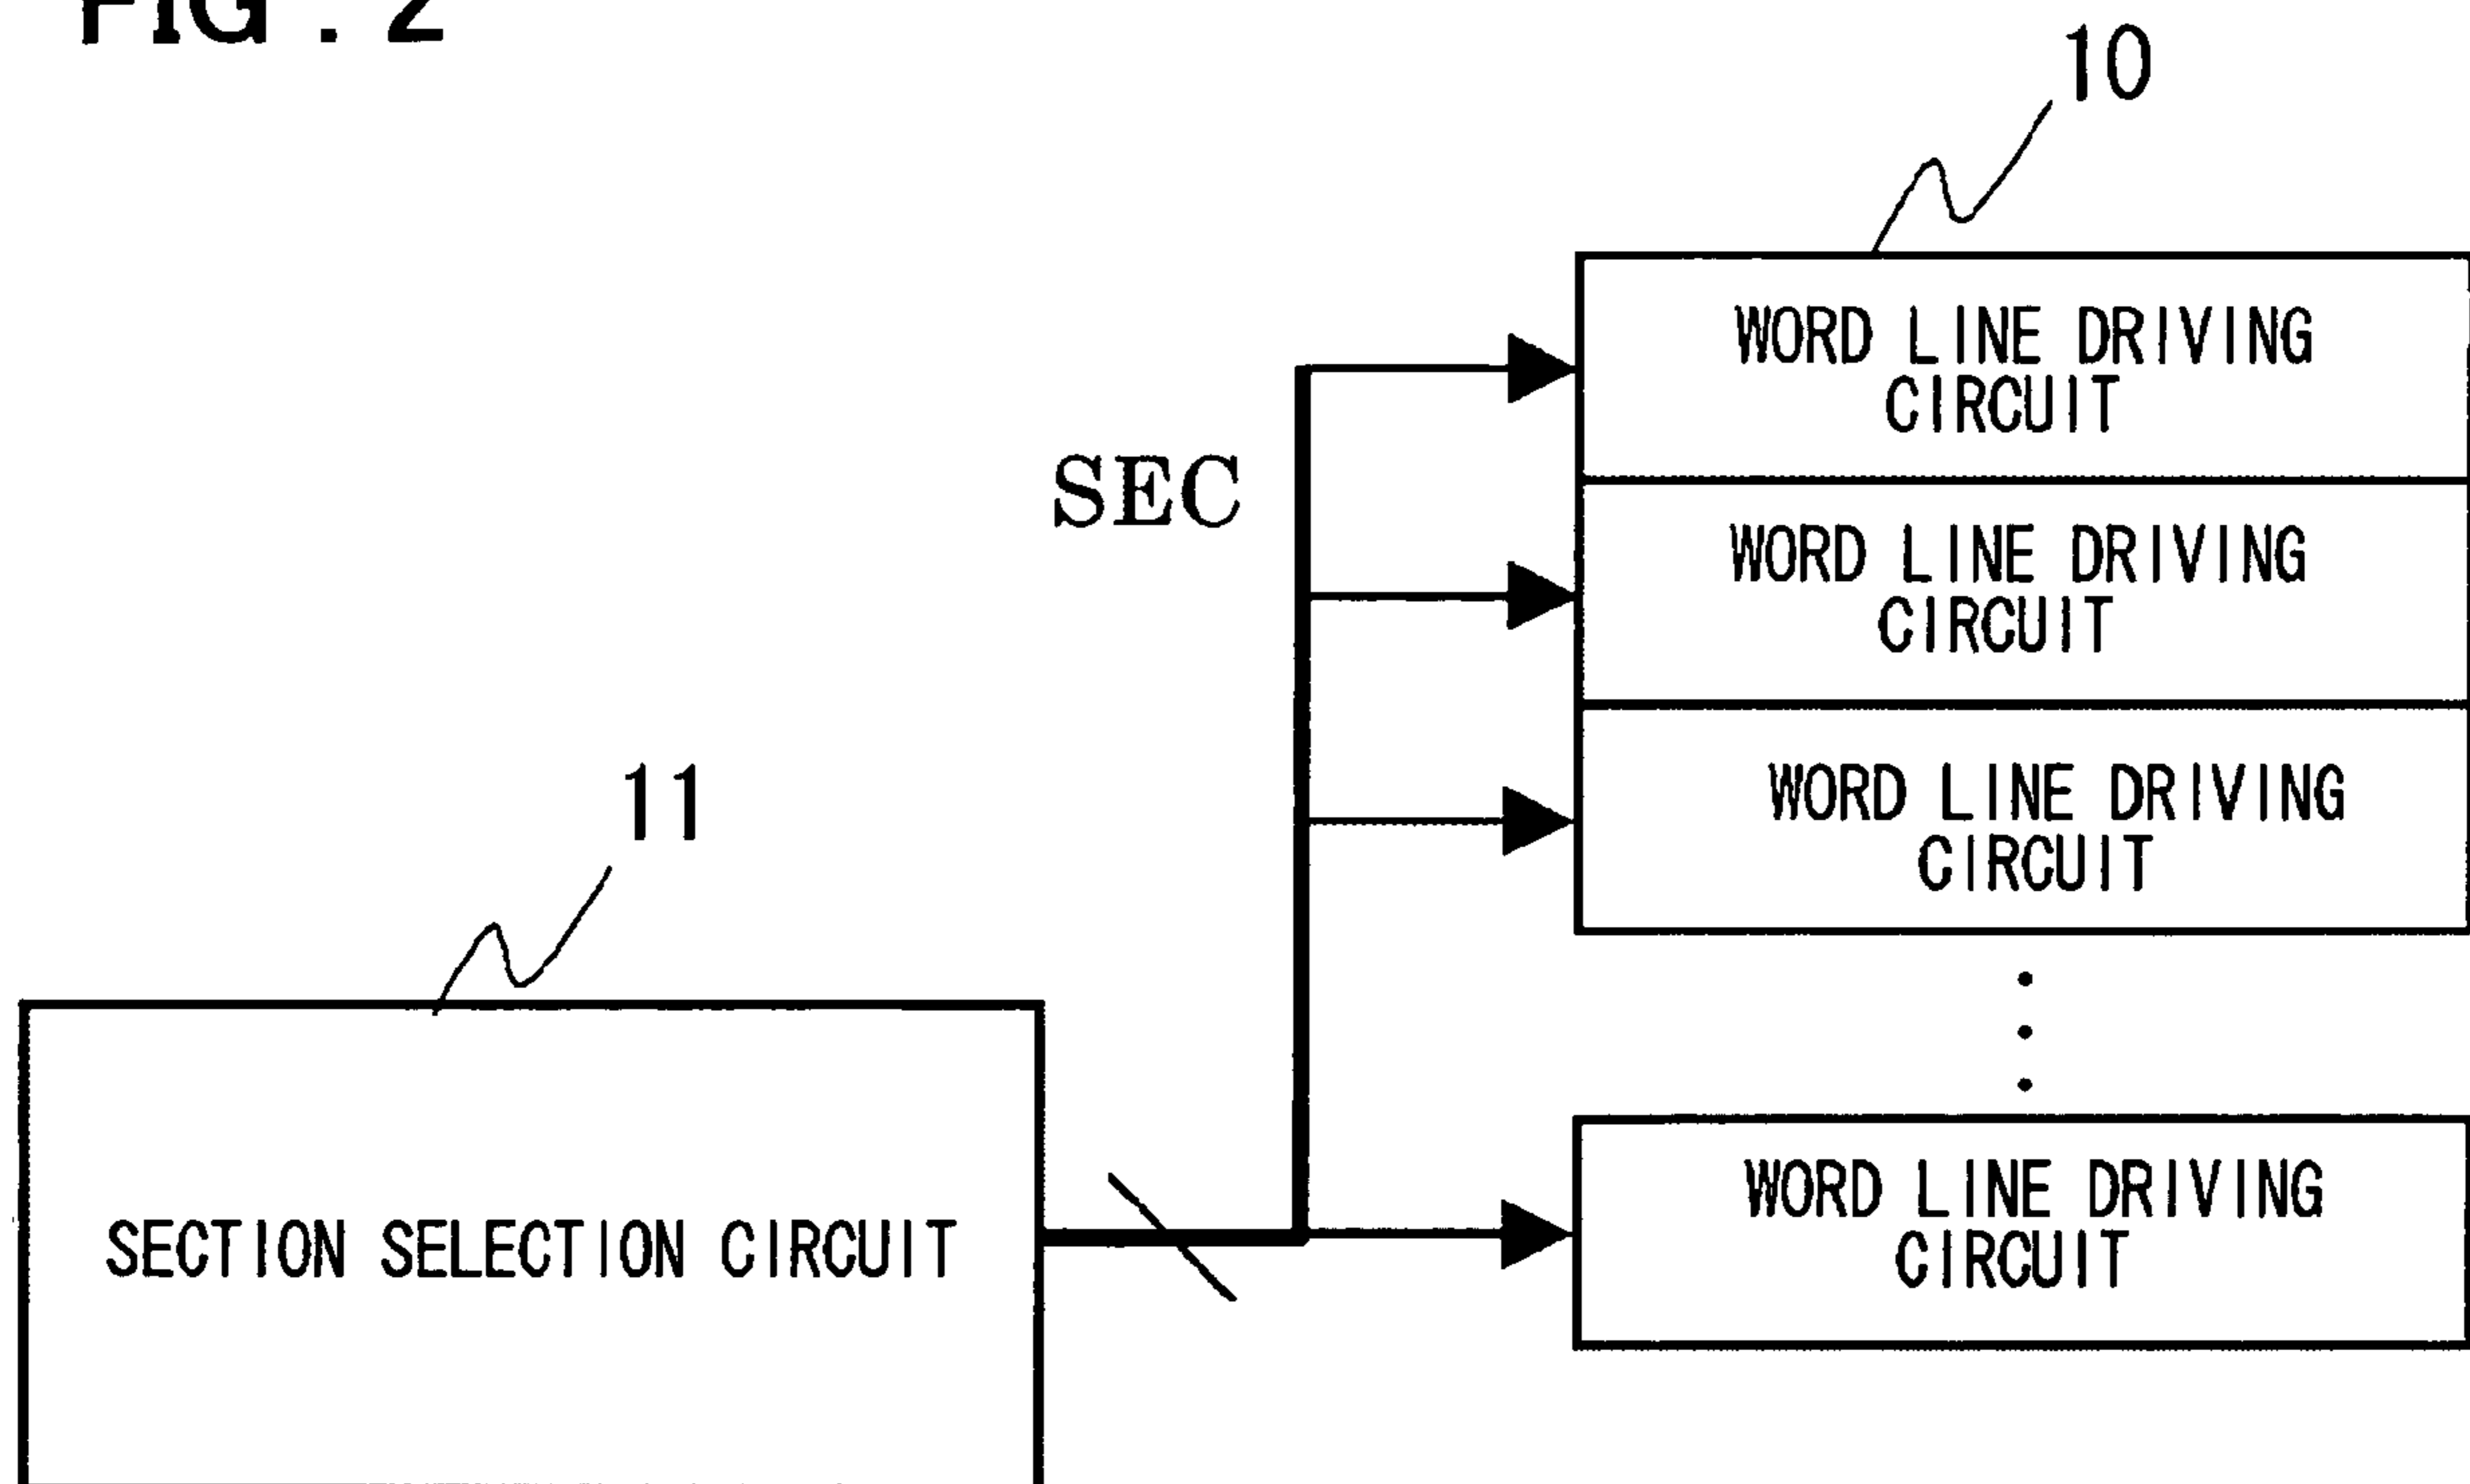 FIG. 2
10
WORD LINE DRIVING
CIRCUIT
SEC
WORD LINE DRIVING
CIRCUIT
11
WORD LINE DRIVING
CIRCUIT
SECTION SELECTION CIRCUIT
WORD LINE DRIVING
CIRCUIT